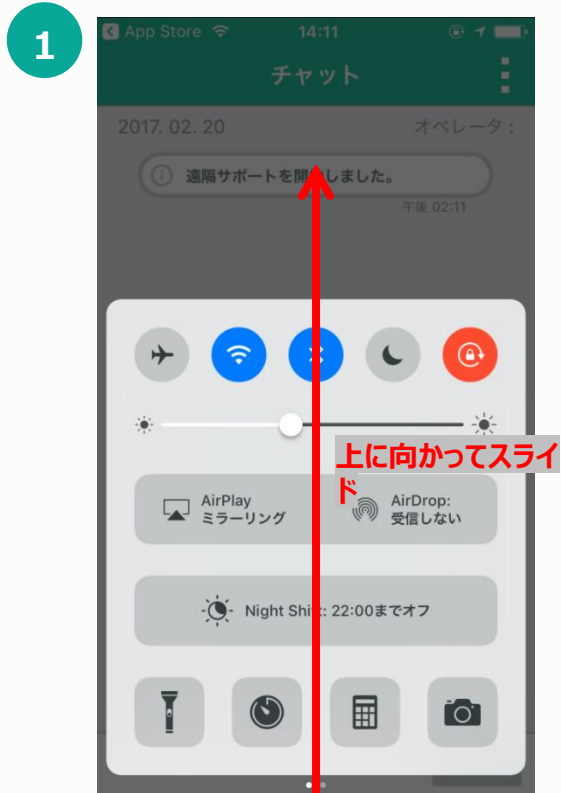 1
App Store 14:11
チャット
2017. 02. 20 オペレータ :
遠隔サポートを開始しました。
午後 02:11
上に向かってスライ
ド
AirPlay
ミラーリング
AirDrop:
受信しない
Night Shift: 22:00までオフ